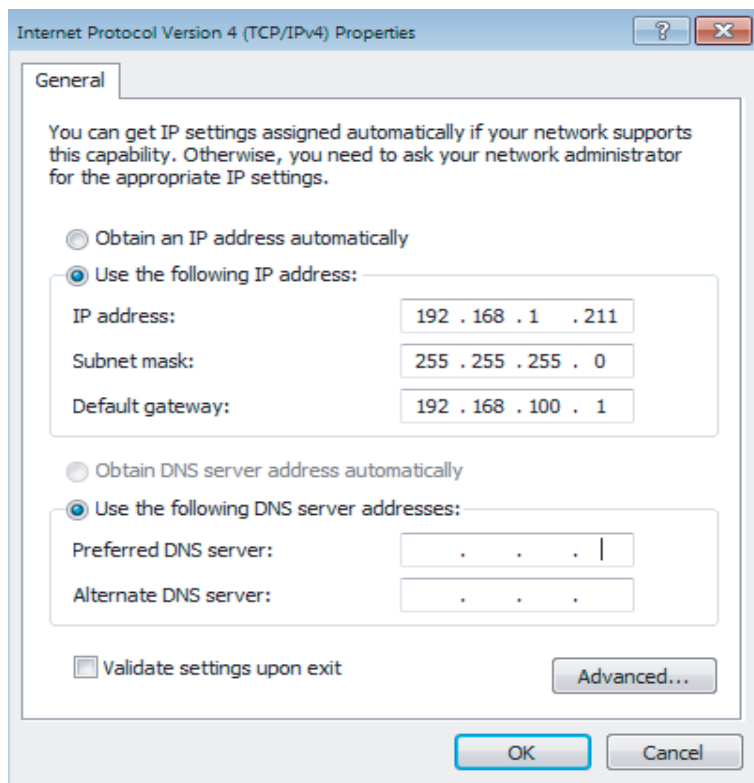 Internet Protocol Version 4 (TCP/IPv4) Properties
?
General
You can get IP settings assigned automatically if your network supports
this capability. Otherwise, you need to ask your network administrator
for the appropriate IP settings.
Obtain an IP address automatically
Use the following IP address:
IP address: 192 . 168 . 1 . 211
Subnet mask: 255 . 255 . 255 . 0
Default gateway: 192 . 168 . 100 . 1
Obtain DNS server address automatically
Use the following DNS server addresses:
Preferred DNS server: . . .
Alternate DNS server: . . .
Validate settings upon exit
Advanced...
OK Cancel